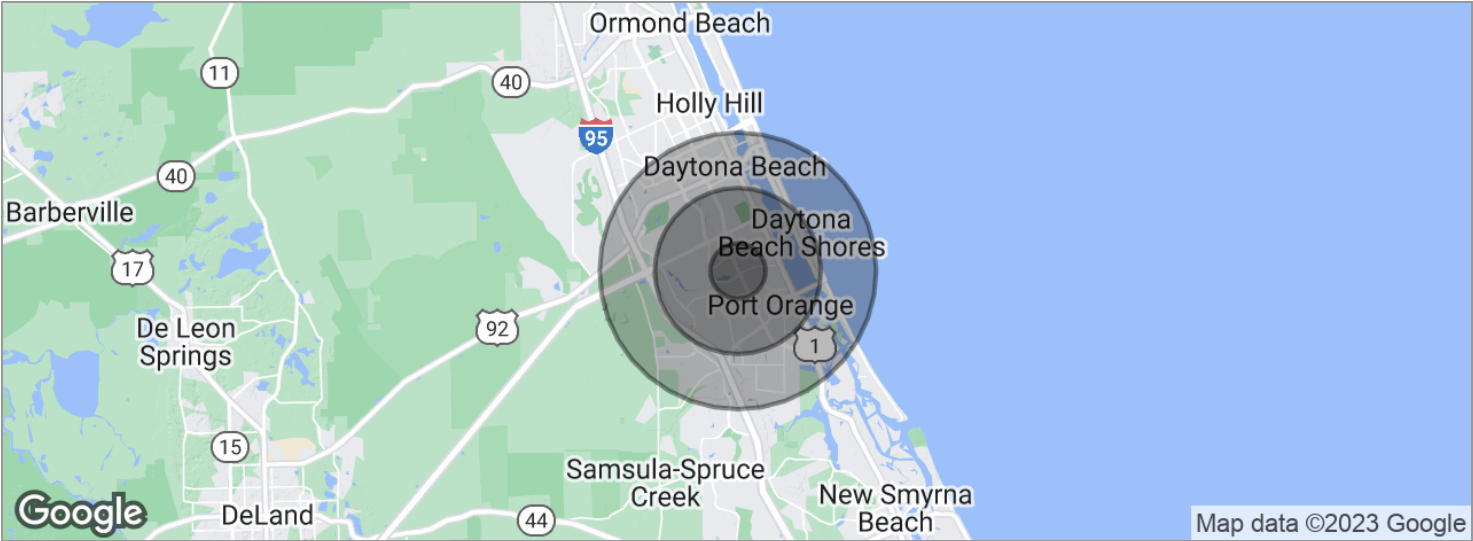 Ormond Beach
11
40
Holly Hill
95
Daytona Beach
40
Barberville
Daytona
Beach Shores
17
Port Orange
De Leon
Springs
92
1
15
Samsula-Spruce
Creek
New Smyrna
Beach
Google
DeLand
44
Map data ©2023 Google